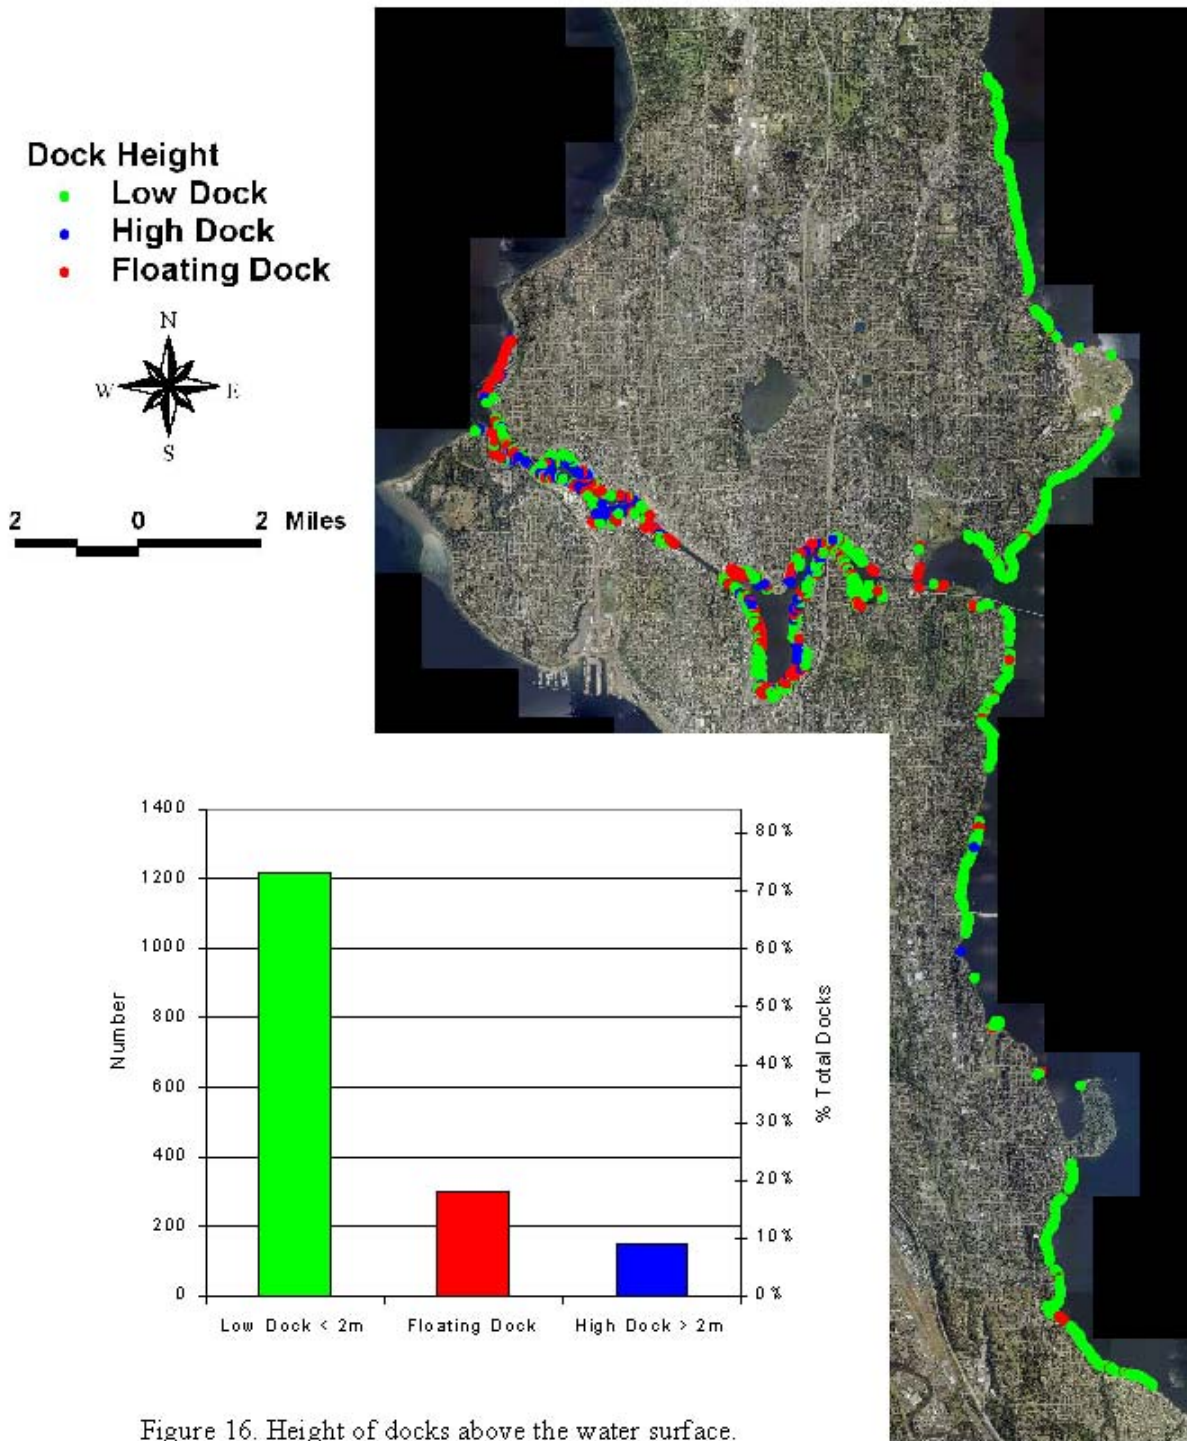 Dock Height
Low Dock
High Dock
Floating Dock
N
W E
S
2 0 2 Miles
1400
1200
1000
800
600
400
200
0
Number
80%
70%
60%
50%
40%
30%
20%
10%
0%
% Total Docks
Low Dock < 2m Floating Dock High Dock > 2m
Figure 16. Height of docks above the water surface.